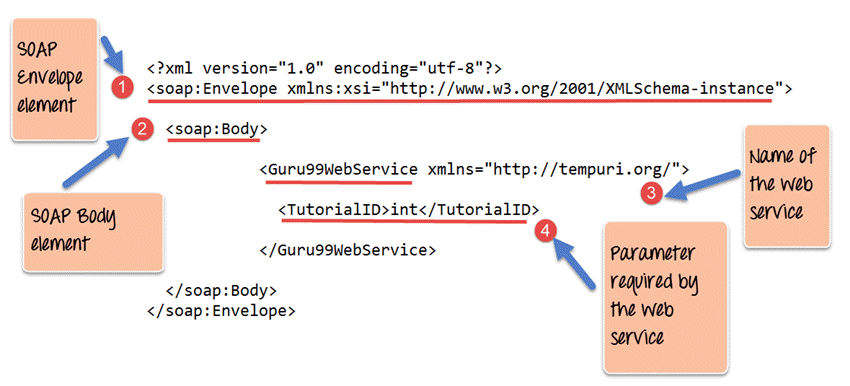 SOAP
Envelope
element
1
<?xml version="1.0" encoding="utf-8"?>
<soap:Envelope xmlns:xsi="http://www.w3.org/2001/XMLSchema-instance">
2
<soap:Body>
SOAP Body
element
<Guru99WebService xmlns="http://tempuri.org/">
3
Name of
the web
service
<TutorialID>int</TutorialID>
4
Parameter
required by
the web
service
</Guru99WebService>
</soap:Body>
</soap:Envelope>